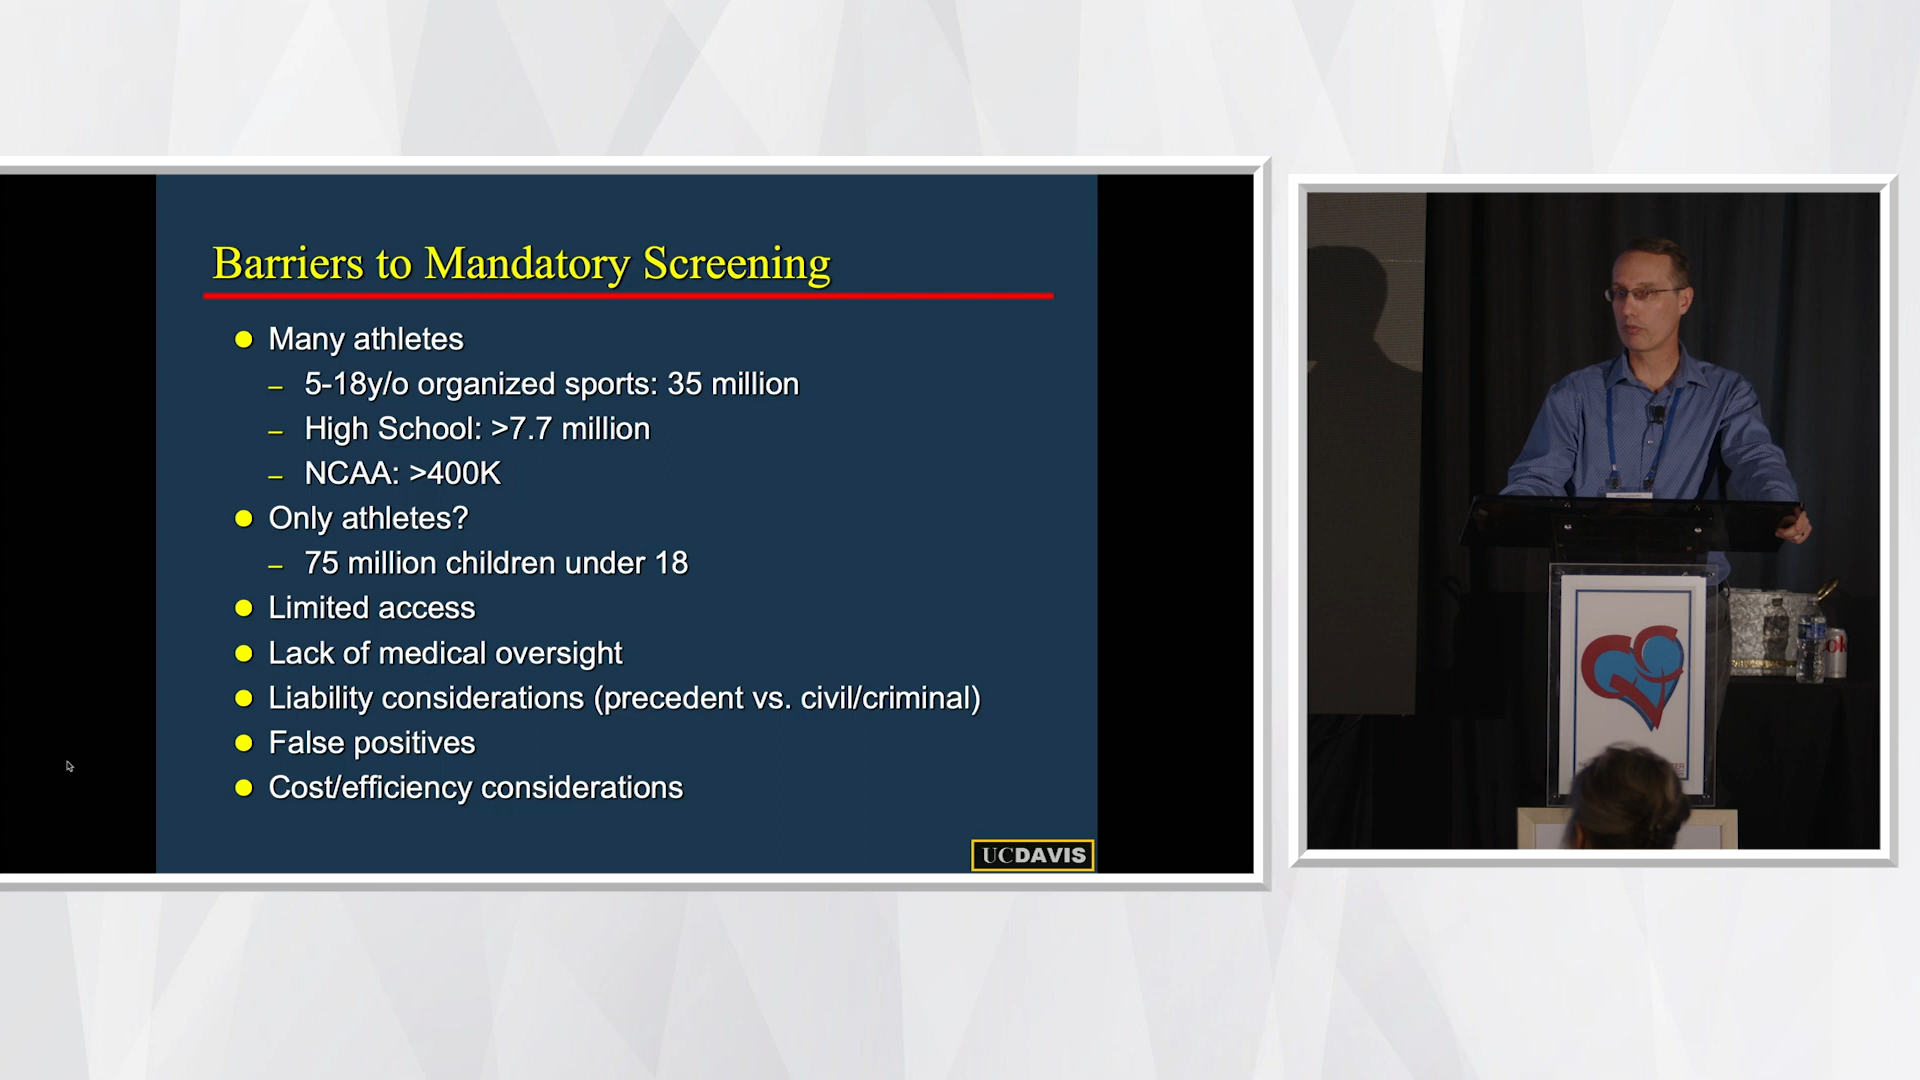 Barriers to Mandatory Screening
Many athletes
– 5-18y/o organized sports: 35 million
– High School: >7.7 million
– NCAA: >400K
Only athletes?
– 75 million children under 18
Limited access
Lack of medical oversight
Liability considerations (precedent vs. civil/criminal)
False positives
Cost/efficiency considerations
UCDAVIS